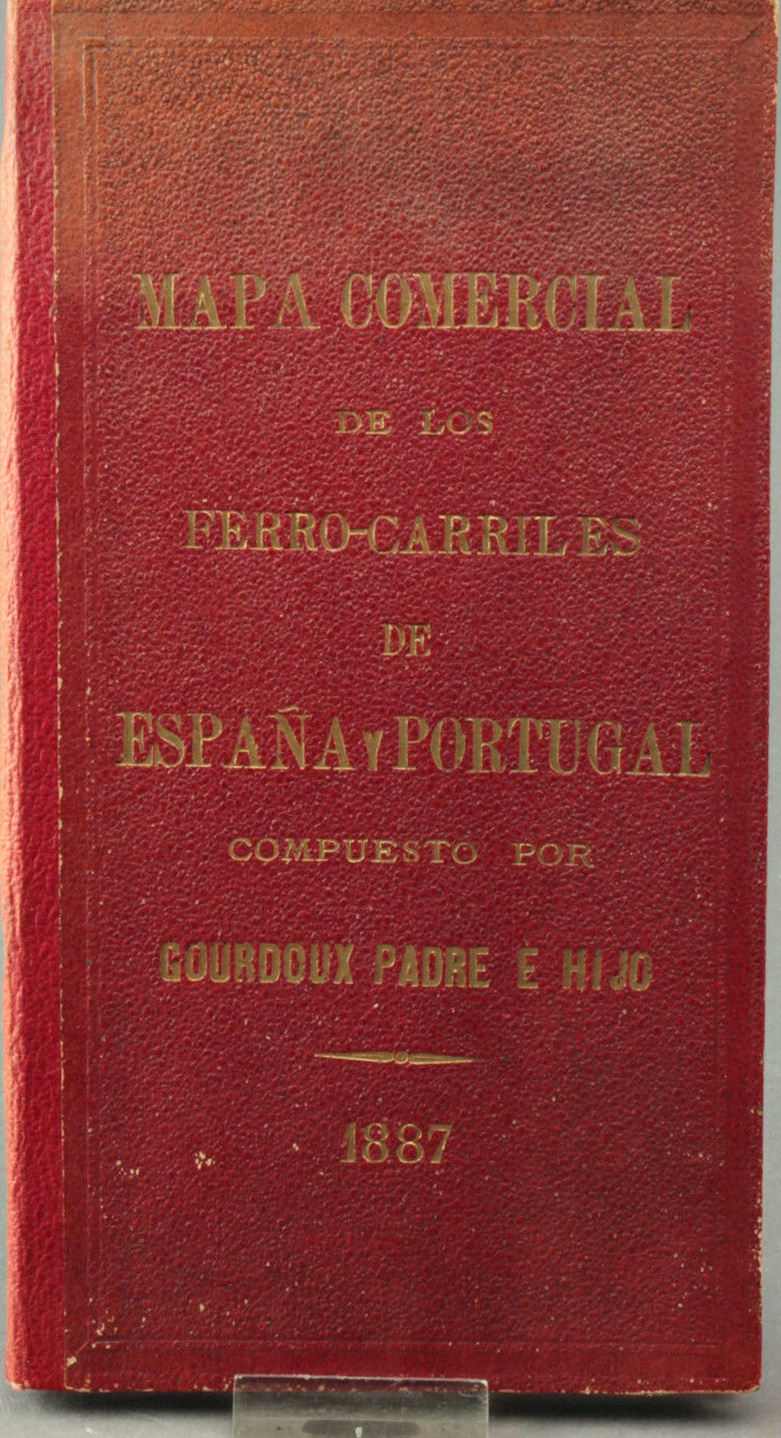 MAPA COMERCIAL
DE LOS
FERRO-CARRILES
DE
ESPAÑA Y PORTUGAL
COMPUESTO POR
GOURDOUX PADRE É HIJO
1887